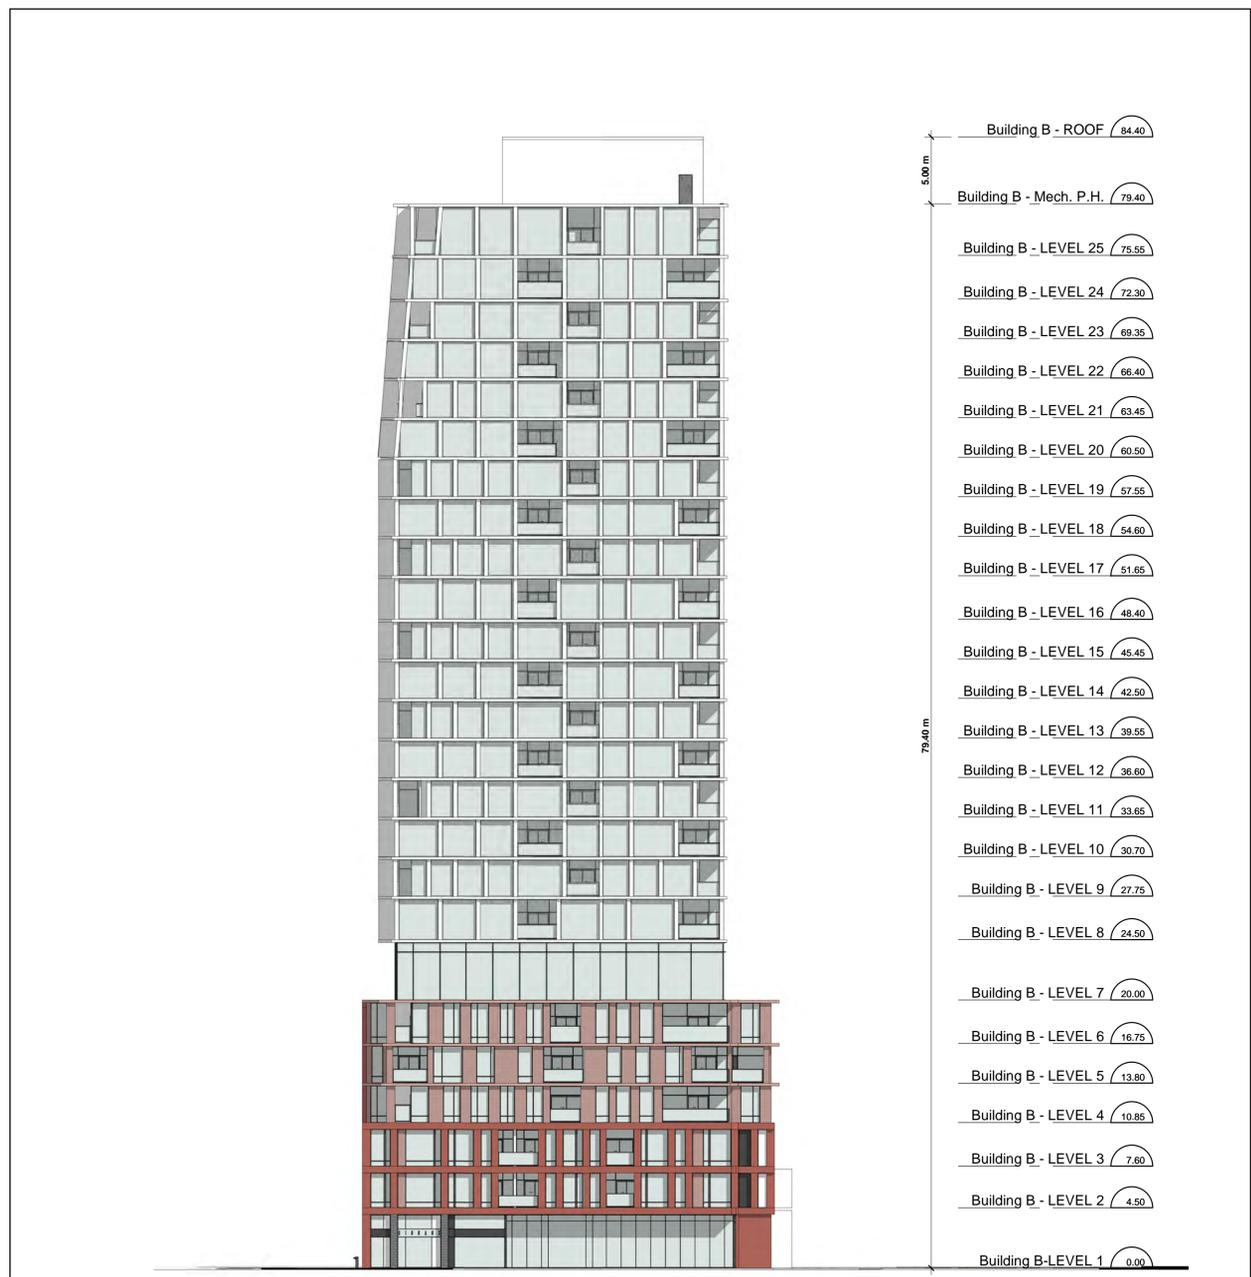 Building B - ROOF 84.40
5.00 m
Building B - Mech. P.H. 79.40
Building B - LEVEL 25 75.55
Building B - LEVEL 24 72.30
Building B - LEVEL 23 69.35
Building B - LEVEL 22 66.40
Building B - LEVEL 21 63.45
Building B - LEVEL 20 60.50
Building B - LEVEL 19 57.55
Building B - LEVEL 18 54.60
Building B - LEVEL 17 51.65
Building B - LEVEL 16 48.40
Building B - LEVEL 15 45.45
Building B - LEVEL 14 42.50
79.40 m
Building B - LEVEL 13 39.55
Building B - LEVEL 12 36.60
Building B - LEVEL 11 33.65
Building B - LEVEL 10 30.70
Building B - LEVEL 9 27.75
Building B - LEVEL 8 24.50
Building B - LEVEL 7 20.00
Building B - LEVEL 6 16.75
Building B - LEVEL 5 13.80
Building B - LEVEL 4 10.85
Building B - LEVEL 3 7.60
Building B - LEVEL 2 4.50
Building B-LEVEL 1 0.00